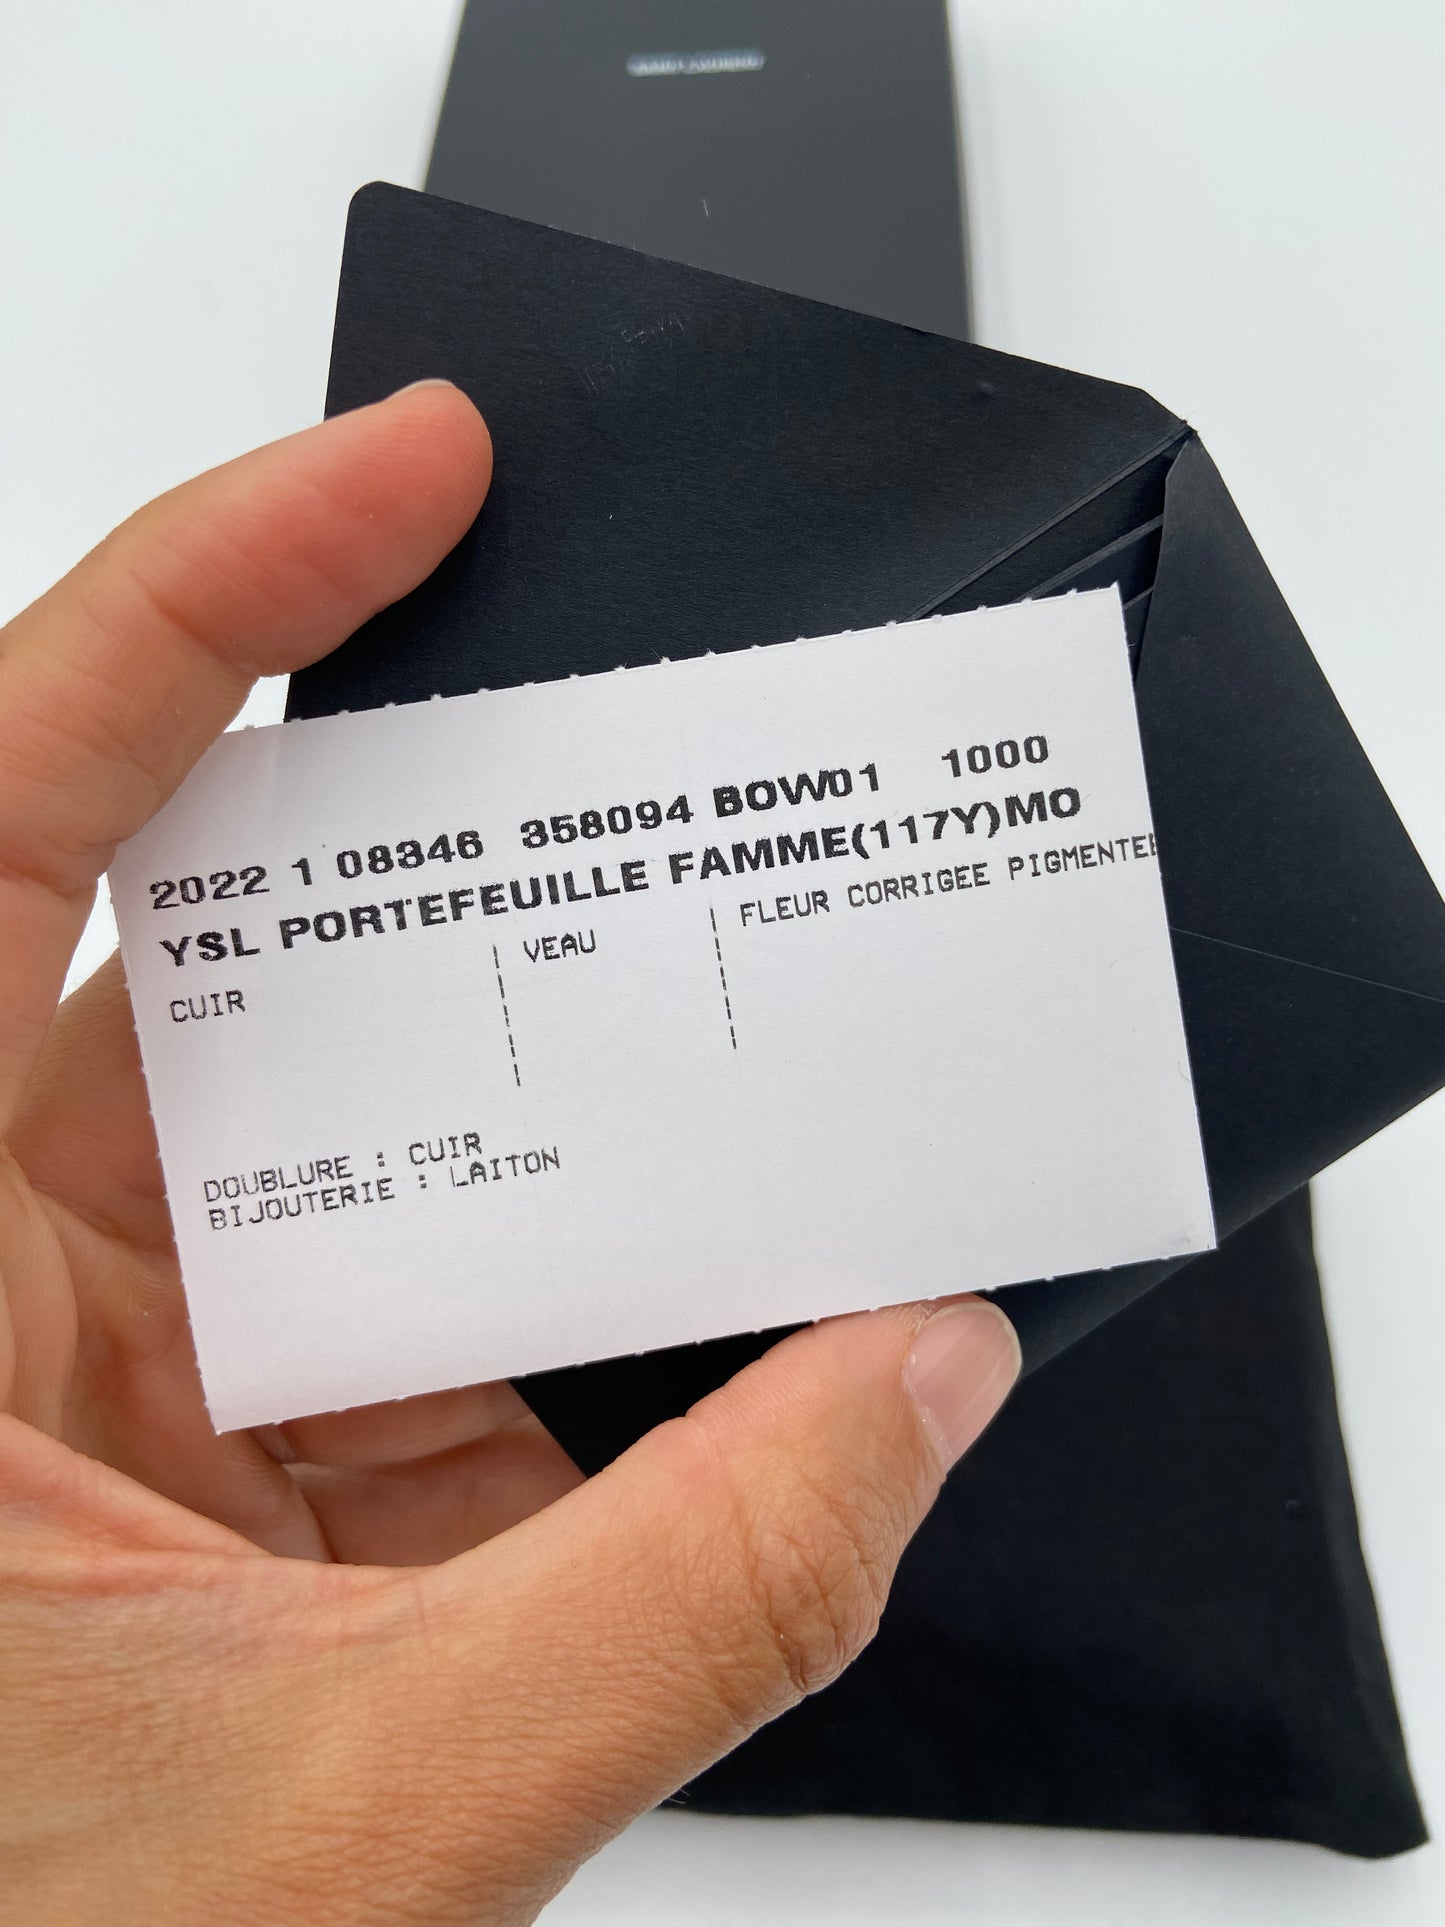 2022 1 08346 358094 BOW01 1000
YSL PORTEFEUILLE FAMME(117Y)MO
CUIR VEAU FLEUR CORRIGEE PIGMENTEE
DOUBLURE : CUIR
BIJOUTERIE : LAITON